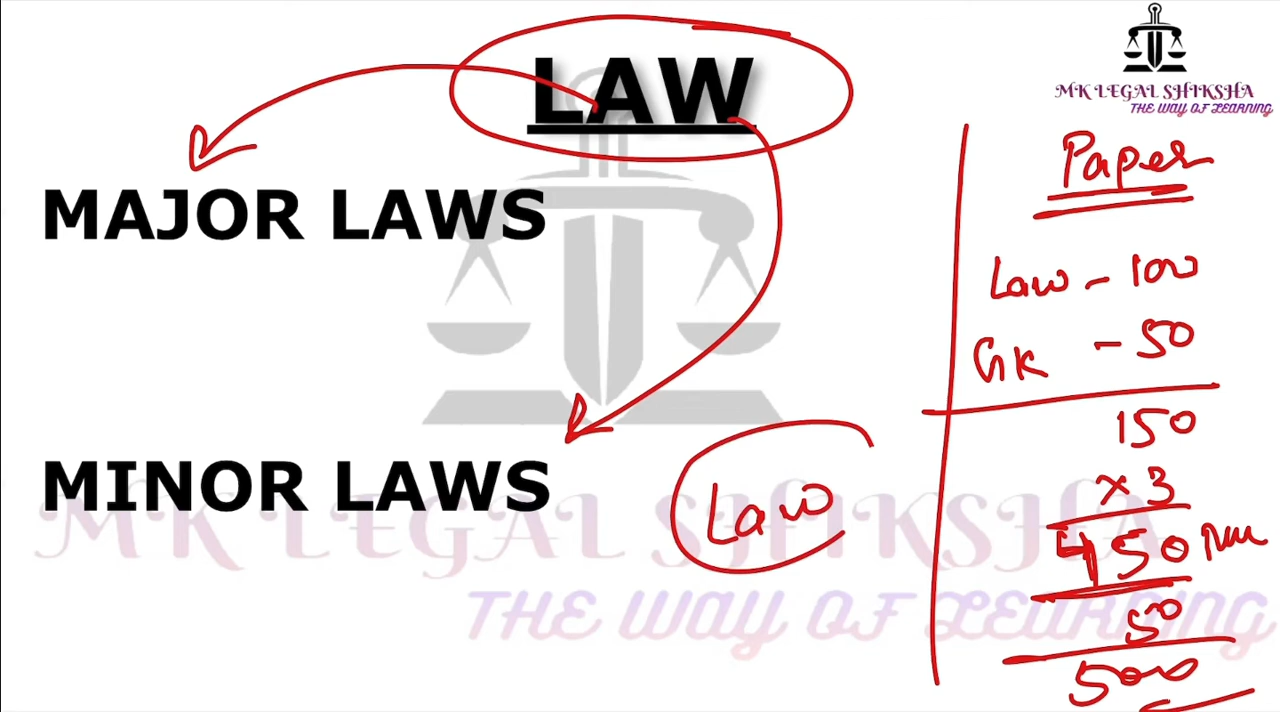 LAW
MK LEGAL SHIKSHA
THE WAY OF LEARNING
MAJOR LAWS
MINOR LAWS
Law
Paper
Law - 100
GK - 50
150
x 3
450
50
500
MK LEGAL SHIKSHA
THE WAY OF LEARNING